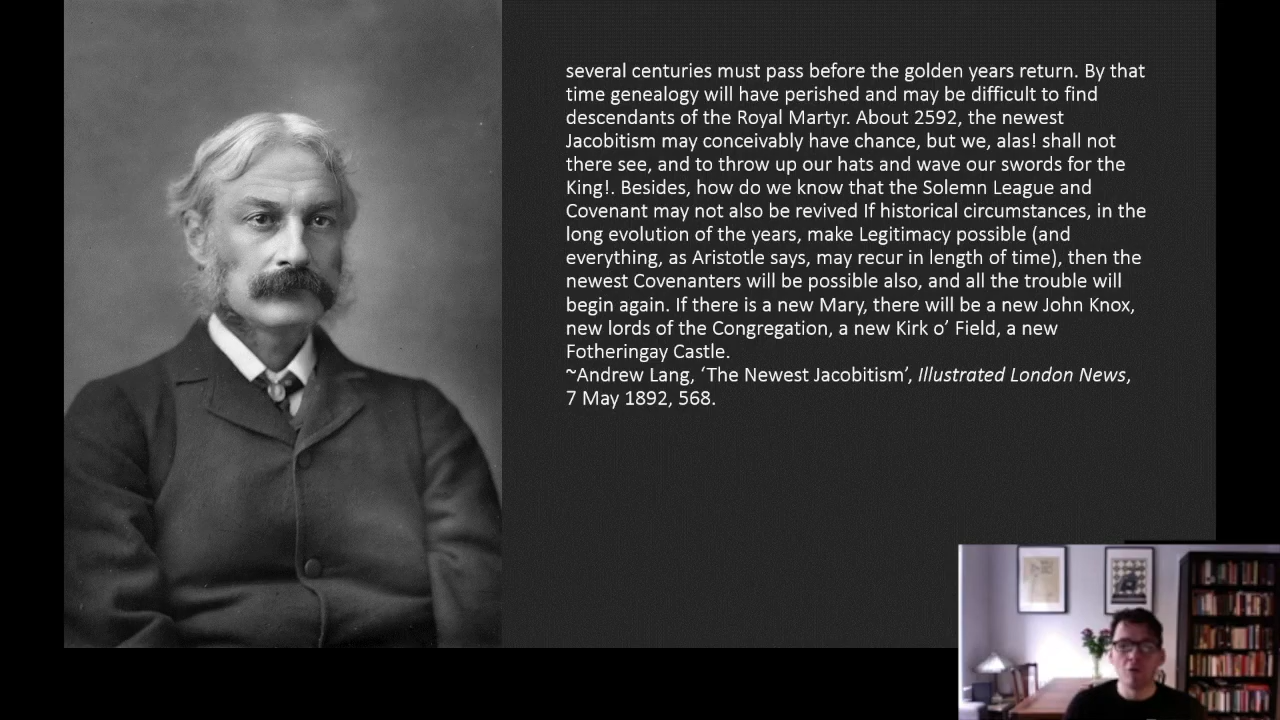 several centuries must pass before the golden years return. By that
time genealogy will have perished and may be difficult to find
descendants of the Royal Martyr. About 2592, the newest
Jacobitism may conceivably have chance, but we, alas! shall not
there see, and to throw up our hats and wave our swords for the
King!. Besides, how do we know that the Solemn League and
Covenant may not also be revived If historical circumstances, in the
long evolution of the years, make Legitimacy possible (and
everything, as Aristotle says, may recur in length of time), then the
newest Covenanters will be possible also, and all the trouble will
begin again. If there is a new Mary, there will be a new John Knox,
new lords of the Congregation, a new Kirk o’ Field, a new
Fotheringay Castle.
~Andrew Lang, ‘The Newest Jacobitism’, Illustrated London News,
7 May 1892, 568.